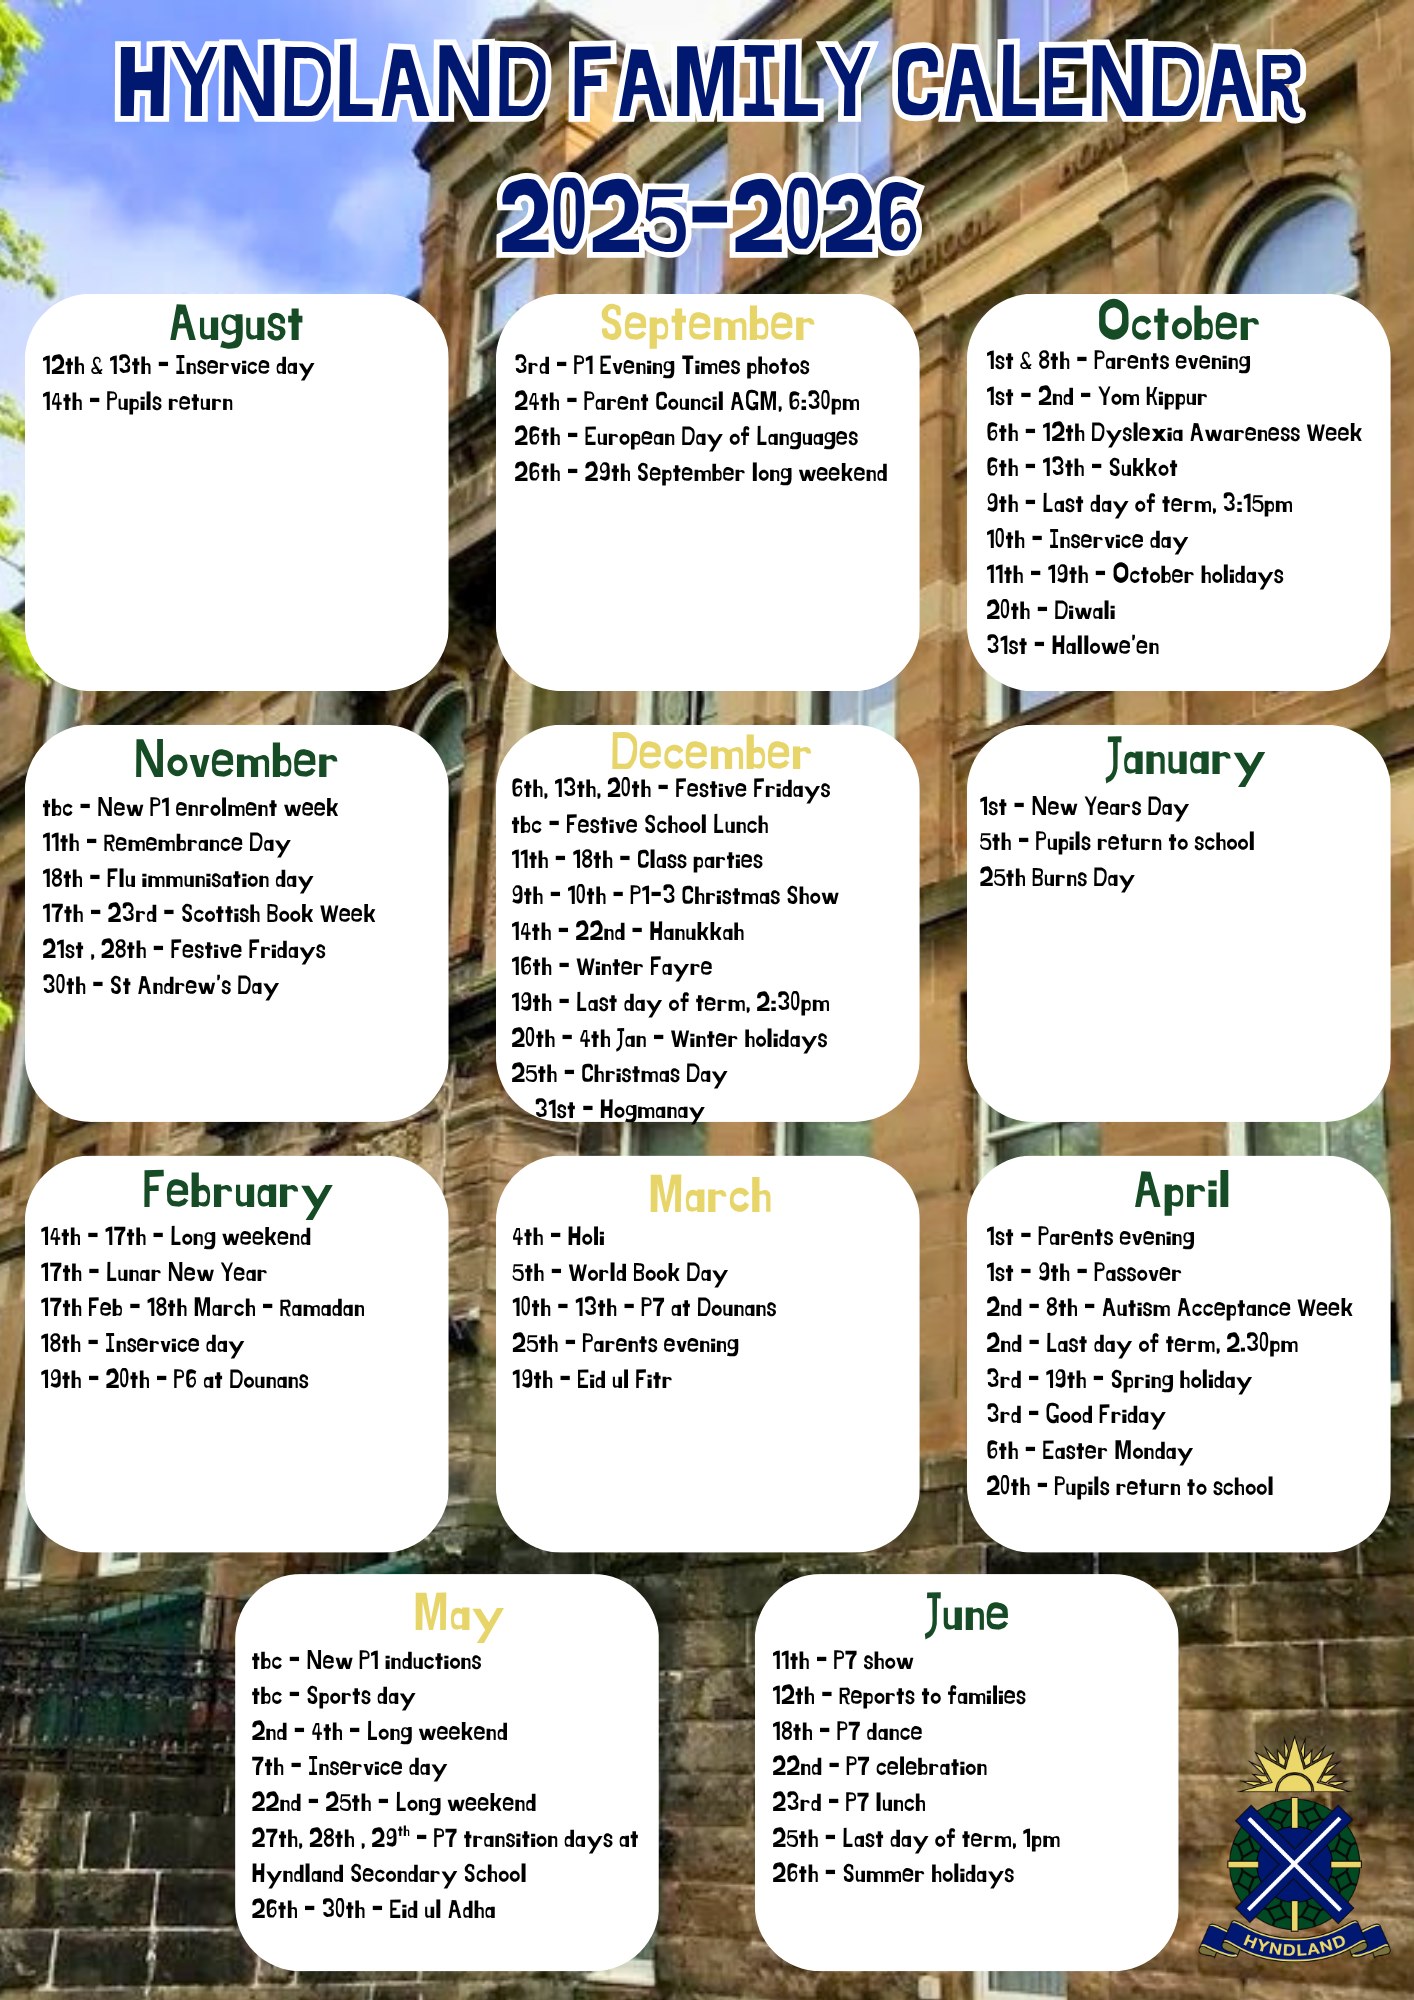 HYNDLAND FAMILY CALENDAR
2025-2026
BOARD
SCHOOL
August
12th & 13th - Inservice day
14th - Pupils return
September
3rd - P1 Evening Times photos
24th - Parent Council AGM, 6:30pm
26th - European Day of Languages
26th - 29th September long weekend
October
1st & 8th - Parents evening
1st - 2nd - Yom Kippur
6th - 12th Dyslexia Awareness Week
6th - 13th - Sukkot
9th - Last day of term, 3:15pm
10th - Inservice day
11th - 19th - October holidays
20th - Diwali
31st - Hallowe'en
November
tbc - New P1 enrolment week
11th - Remembrance Day
18th - Flu immunisation day
17th - 23rd - Scottish Book Week
21st , 28th - Festive Fridays
30th - St Andrew's Day
December
6th, 13th, 20th - Festive Fridays
tbc - Festive School Lunch
11th - 18th - Class parties
9th - 10th - P1-3 Christmas Show
14th - 22nd - Hanukkah
16th - Winter Fayre
19th - Last day of term, 2:30pm
20th - 4th Jan - Winter holidays
25th - Christmas Day
31st - Hogmanay
January
1st - New Years Day
5th - Pupils return to school
25th Burns Day
February
14th - 17th - Long weekend
17th - Lunar New Year
17th Feb - 18th March - Ramadan
18th - Inservice day
19th - 20th - P6 at Dounans
March
4th - Holi
5th - World Book Day
10th - 13th - P7 at Dounans
25th - Parents evening
19th - Eid ul Fitr
April
1st - Parents evening
1st - 9th - Passover
2nd - 8th - Autism Acceptance Week
2nd - Last day of term, 2.30pm
3rd - 19th - Spring holiday
3rd - Good Friday
6th - Easter Monday
20th - Pupils return to school
May
tbc - New P1 inductions
tbc - Sports day
2nd - 4th - Long weekend
7th - Inservice day
22nd - 25th - Long weekend
27th, 28th , 29th - P7 transition days at
Hyndland Secondary School
26th - 30th - Eid ul Adha
June
11th - P7 show
12th - Reports to families
18th - P7 dance
22nd - P7 celebration
23rd - P7 lunch
25th - Last day of term, 1pm
26th - Summer holidays
HYNDLAND